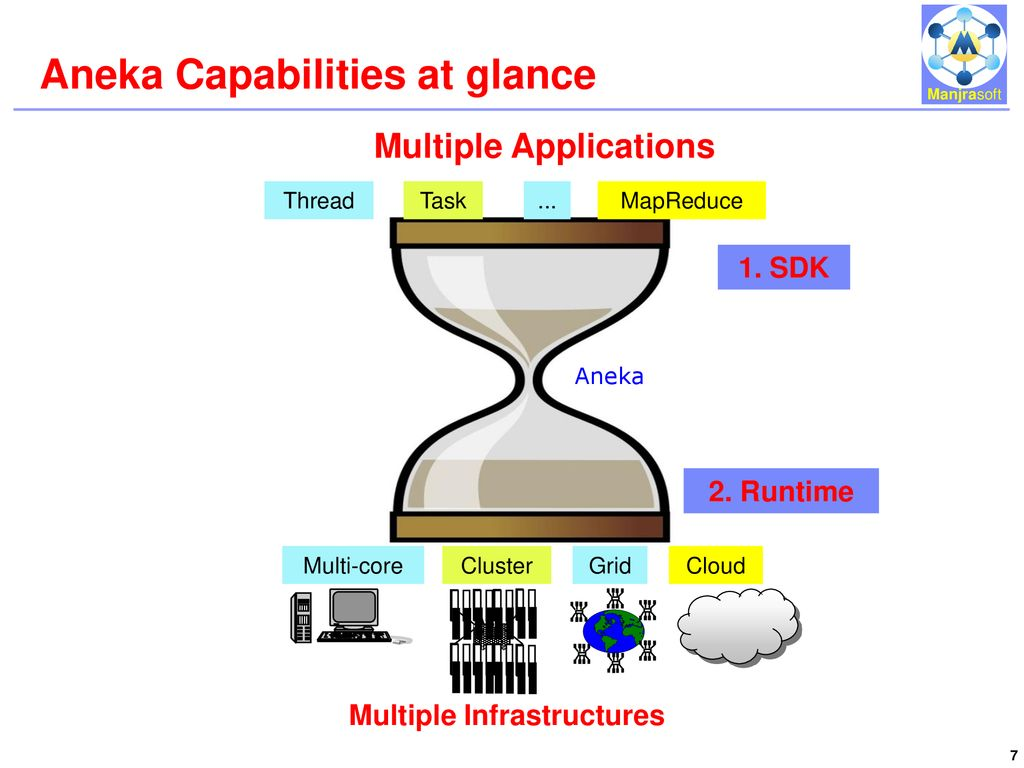 Aneka Capabilities at glance
Manjrasoft
Multiple Applications
Thread
Task
...
MapReduce
1. SDK
Aneka
2. Runtime
Multi-core
Cluster
Grid
Cloud
Multiple Infrastructures
7